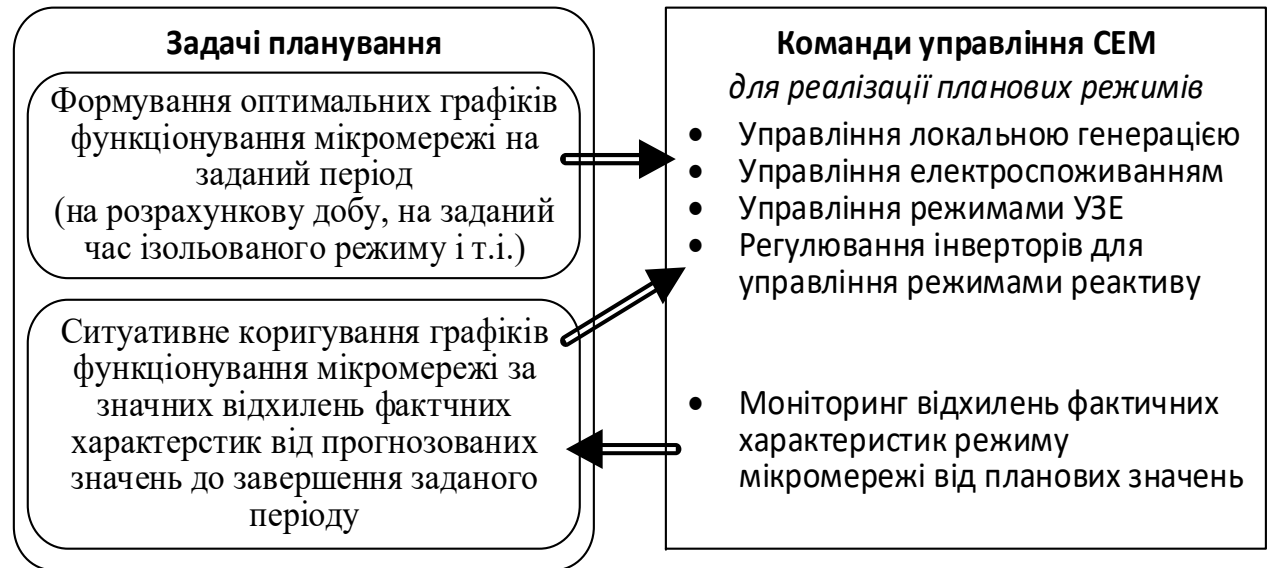 Задачі планування
Формування оптимальних графіків
функціонування мікромережі на
заданий період
(на розрахункову добу, на заданий
час ізольованого режиму і т.і.)
Ситуативне коригування графіків
функціонування мікромережі за
значних відхилень фактчних
характерстик від прогнозованих
значень до завершення заданого
періоду
Команди управління СЕМ
для реалізації планових режимів
• Управління локальною генерацією
• Управління електроспоживанням
• Управління режимами УЗЕ
• Регулювання інверторів для
управління режимами реактиву
• Моніторинг відхилень фактичних
характеристик режиму
мікромережі від планових значень